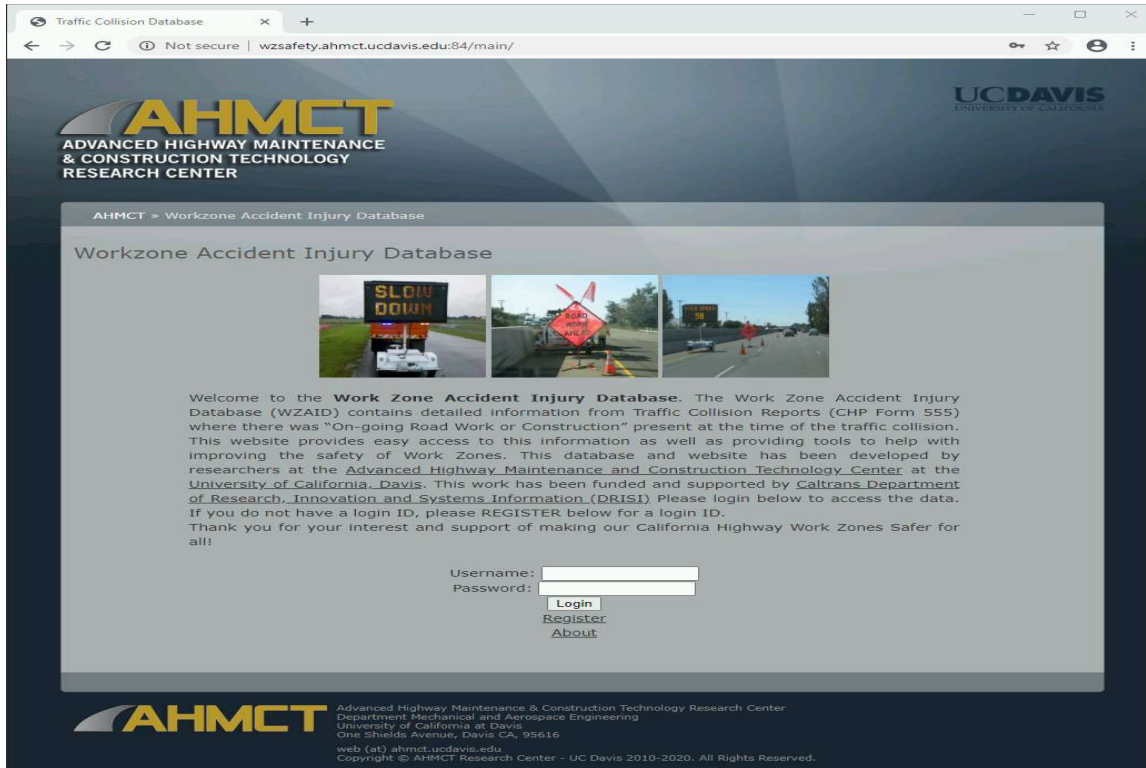 Traffic Collision Database
Not secure | wzsafety.ahmct.ucdavis.edu:84/main/
AHMCT
ADVANCED HIGHWAY MAINTENANCE
& CONSTRUCTION TECHNOLOGY
RESEARCH CENTER
UCDAVIS
UNIVERSITY OF CALIFORNIA
AHMCT » Workzone Accident Injury Database
Workzone Accident Injury Database
SLOW
DOWN
ROAD
WORK
AHEAD
58
Welcome to the Work Zone Accident Injury Database. The Work Zone Accident Injury
Database (WZAID) contains detailed information from Traffic Collision Reports (CHP Form 555)
where there was “On-going Road Work or Construction” present at the time of the traffic collision.
This website provides easy access to this information as well as providing tools to help with
improving the safety of Work Zones. This database and website has been developed by
researchers at the Advanced Highway Maintenance and Construction Technology Center at the
University of California, Davis. This work has been funded and supported by Caltrans Department
of Research, Innovation and Systems Information (DRISI) Please login below to access the data.
If you do not have a login ID, please REGISTER below for a login ID.
Thank you for your interest and support of making our California Highway Work Zones Safer for
all!
Username:
Password:
Login
Register
About
AHMCT
Advanced Highway Maintenance & Construction Technology Research Center
Department Mechanical and Aerospace Engineering
University of California at Davis
One Shields Avenue, Davis CA, 95616
web (at) ahmct.ucdavis.edu
Copyright © AHMCT Research Center - UC Davis 2010-2020. All Rights Reserved.